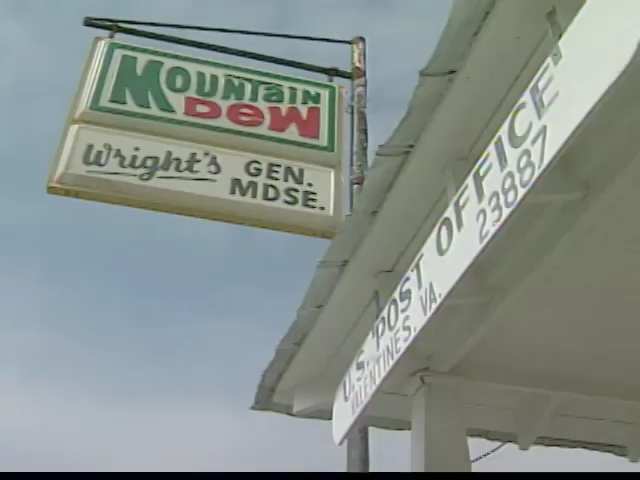 MOUNTAIN
DEW
Wright's
GEN.
MDSE.
U.S. POST OFFICE
VALENTINES, VA. 23887